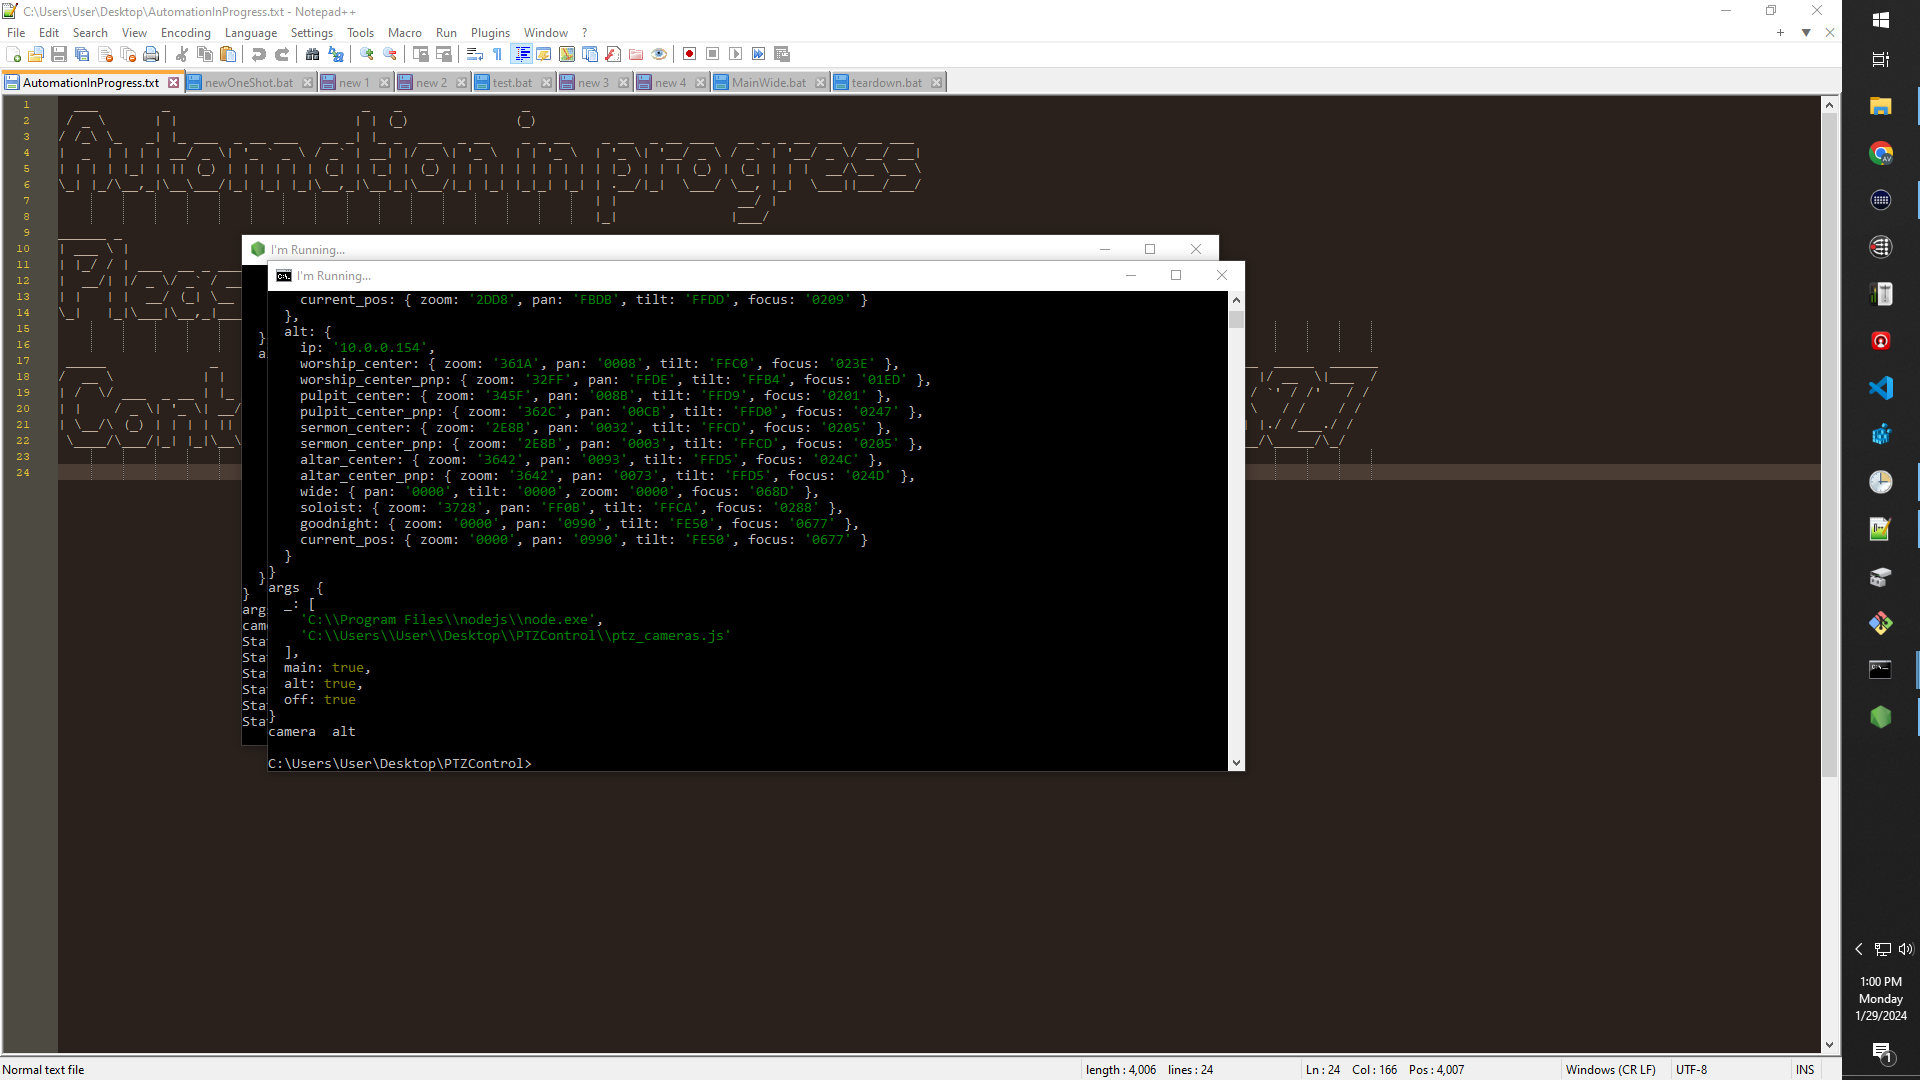 C:\Users\User\Desktop\AutomationInProgress.txt - Notepad++
File Edit Search View Encoding Language Settings Tools Macro Run Plugins Window ?
AutomationInProgress.txt newOneShot.bat new 1 new 2 test.bat new 3 new 4 MainWide.bat teardown.bat
1
2
3
4
5
6
7
8
9
10
11
12
13
14
15
16
17
18
19
20
21
22
23
24
Automation in progress
I'm Running...
I'm Running...
current_pos: { zoom: '2DD8', pan: 'FBDB', tilt: 'FFDD', focus: '0209' }
},
alt: {
ip: '10.0.0.154',
worship_center: { zoom: '361A', pan: '0008', tilt: 'FFC0', focus: '023E' },
worship_center_pnp: { zoom: '32FF', pan: 'FFDE', tilt: 'FFB4', focus: '01ED' },
pulpit_center: { zoom: '345F', pan: '008B', tilt: 'FFD9', focus: '0201' },
pulpit_center_pnp: { zoom: '362C', pan: '00CB', tilt: 'FFD0', focus: '0247' },
sermon_center: { zoom: '2E8B', pan: '0032', tilt: 'FFCD', focus: '0205' },
sermon_center_pnp: { zoom: '2E8B', pan: '0003', tilt: 'FFCD', focus: '0205' },
altar_center: { zoom: '3642', pan: '0093', tilt: 'FFD5', focus: '024C' },
altar_center_pnp: { zoom: '3642', pan: '0073', tilt: 'FFD5', focus: '024D' },
wide: { pan: '0000', tilt: '0000', zoom: '0000', focus: '068D' },
soloist: { zoom: '3728', pan: 'FF0B', tilt: 'FFCA', focus: '0288' },
goodnight: { zoom: '0000', pan: '0990', tilt: 'FE50', focus: '0677' },
current_pos: { zoom: '0000', pan: '0990', tilt: 'FE50', focus: '0677' }
}
}
args {
_: [
'C:\\Program Files\\nodejs\\node.exe',
'C:\\Users\\User\\Desktop\\PTZControl\\ptz_cameras.js'
],
main: true,
alt: true,
off: true
}
camera alt
C:\Users\User\Desktop\PTZControl>
1:00 PM
Monday
1/29/2024
1
Normal text file length : 4,006 lines : 24 Ln : 24 Col : 166 Pos : 4,007 Windows (CR LF) UTF-8 INS